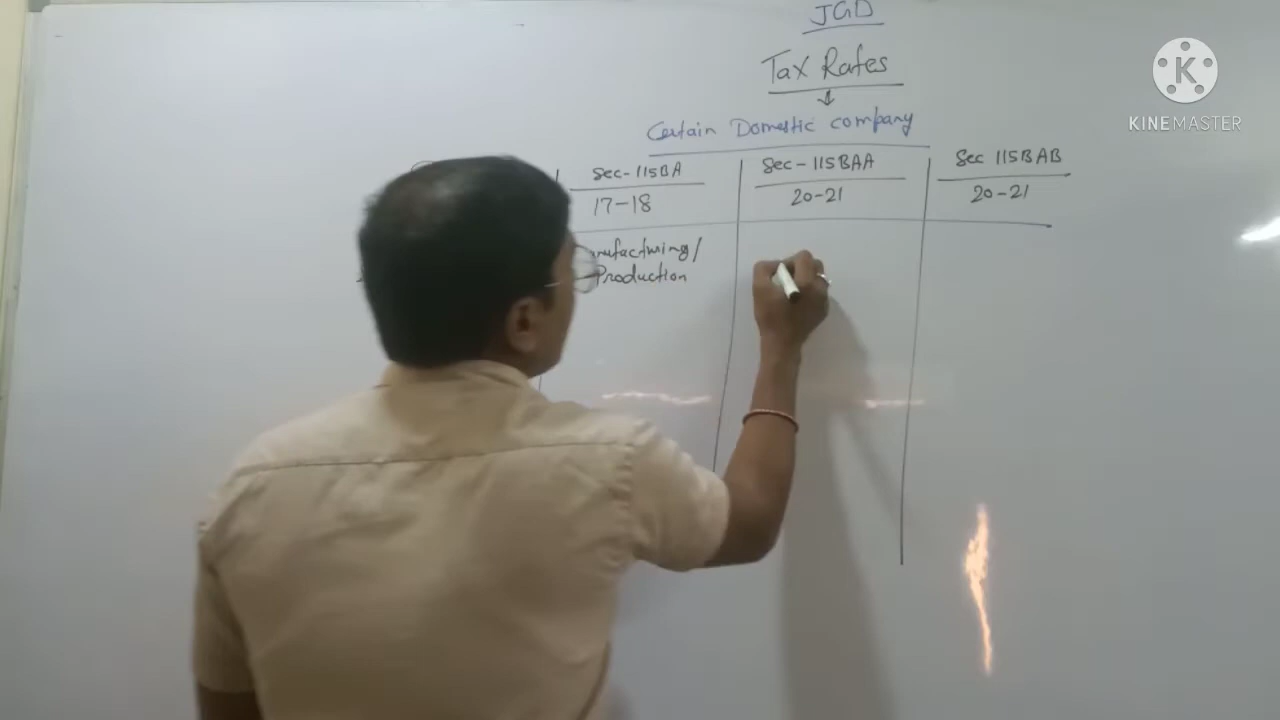 JGD
Tax Rates
Certain Domestic company
Sec-115BA
Sec-115BAA
Sec 115BAB
17-18
20-21
20-21
Production
KINEMASTER